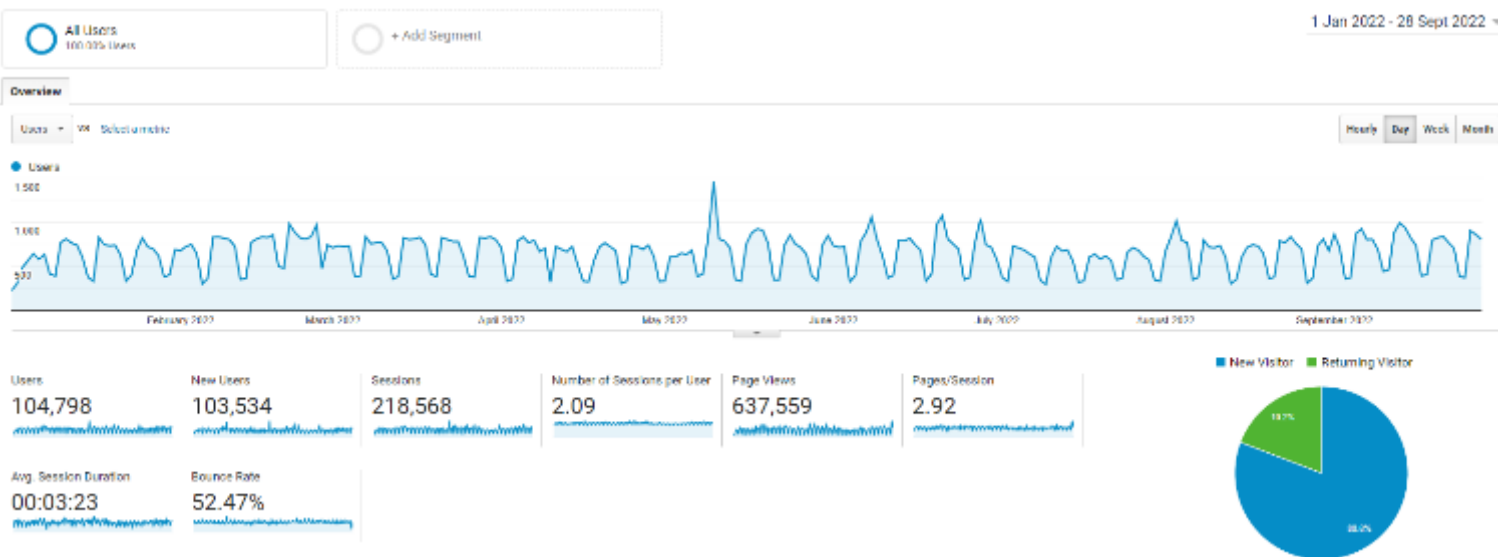 All Users
100.00% Users
+ Add Segment
1 Jan 2022 - 28 Sept 2022
Overview
Users vs Select a metric
Hourly Day Week Month
Users
1 500
1 000
500
February 2022 March 2022 April 2022 May 2022 June 2022 July 2022 August 2022 September 2022
New Visitor Returning Visitor
Users New Users Sessions Number of Sessions per User Page Views Pages/Session
104,798 103,534 218,568 2.09 637,559 2.92
Avg. Session Duration Bounce Rate
00:03:23 52.47%